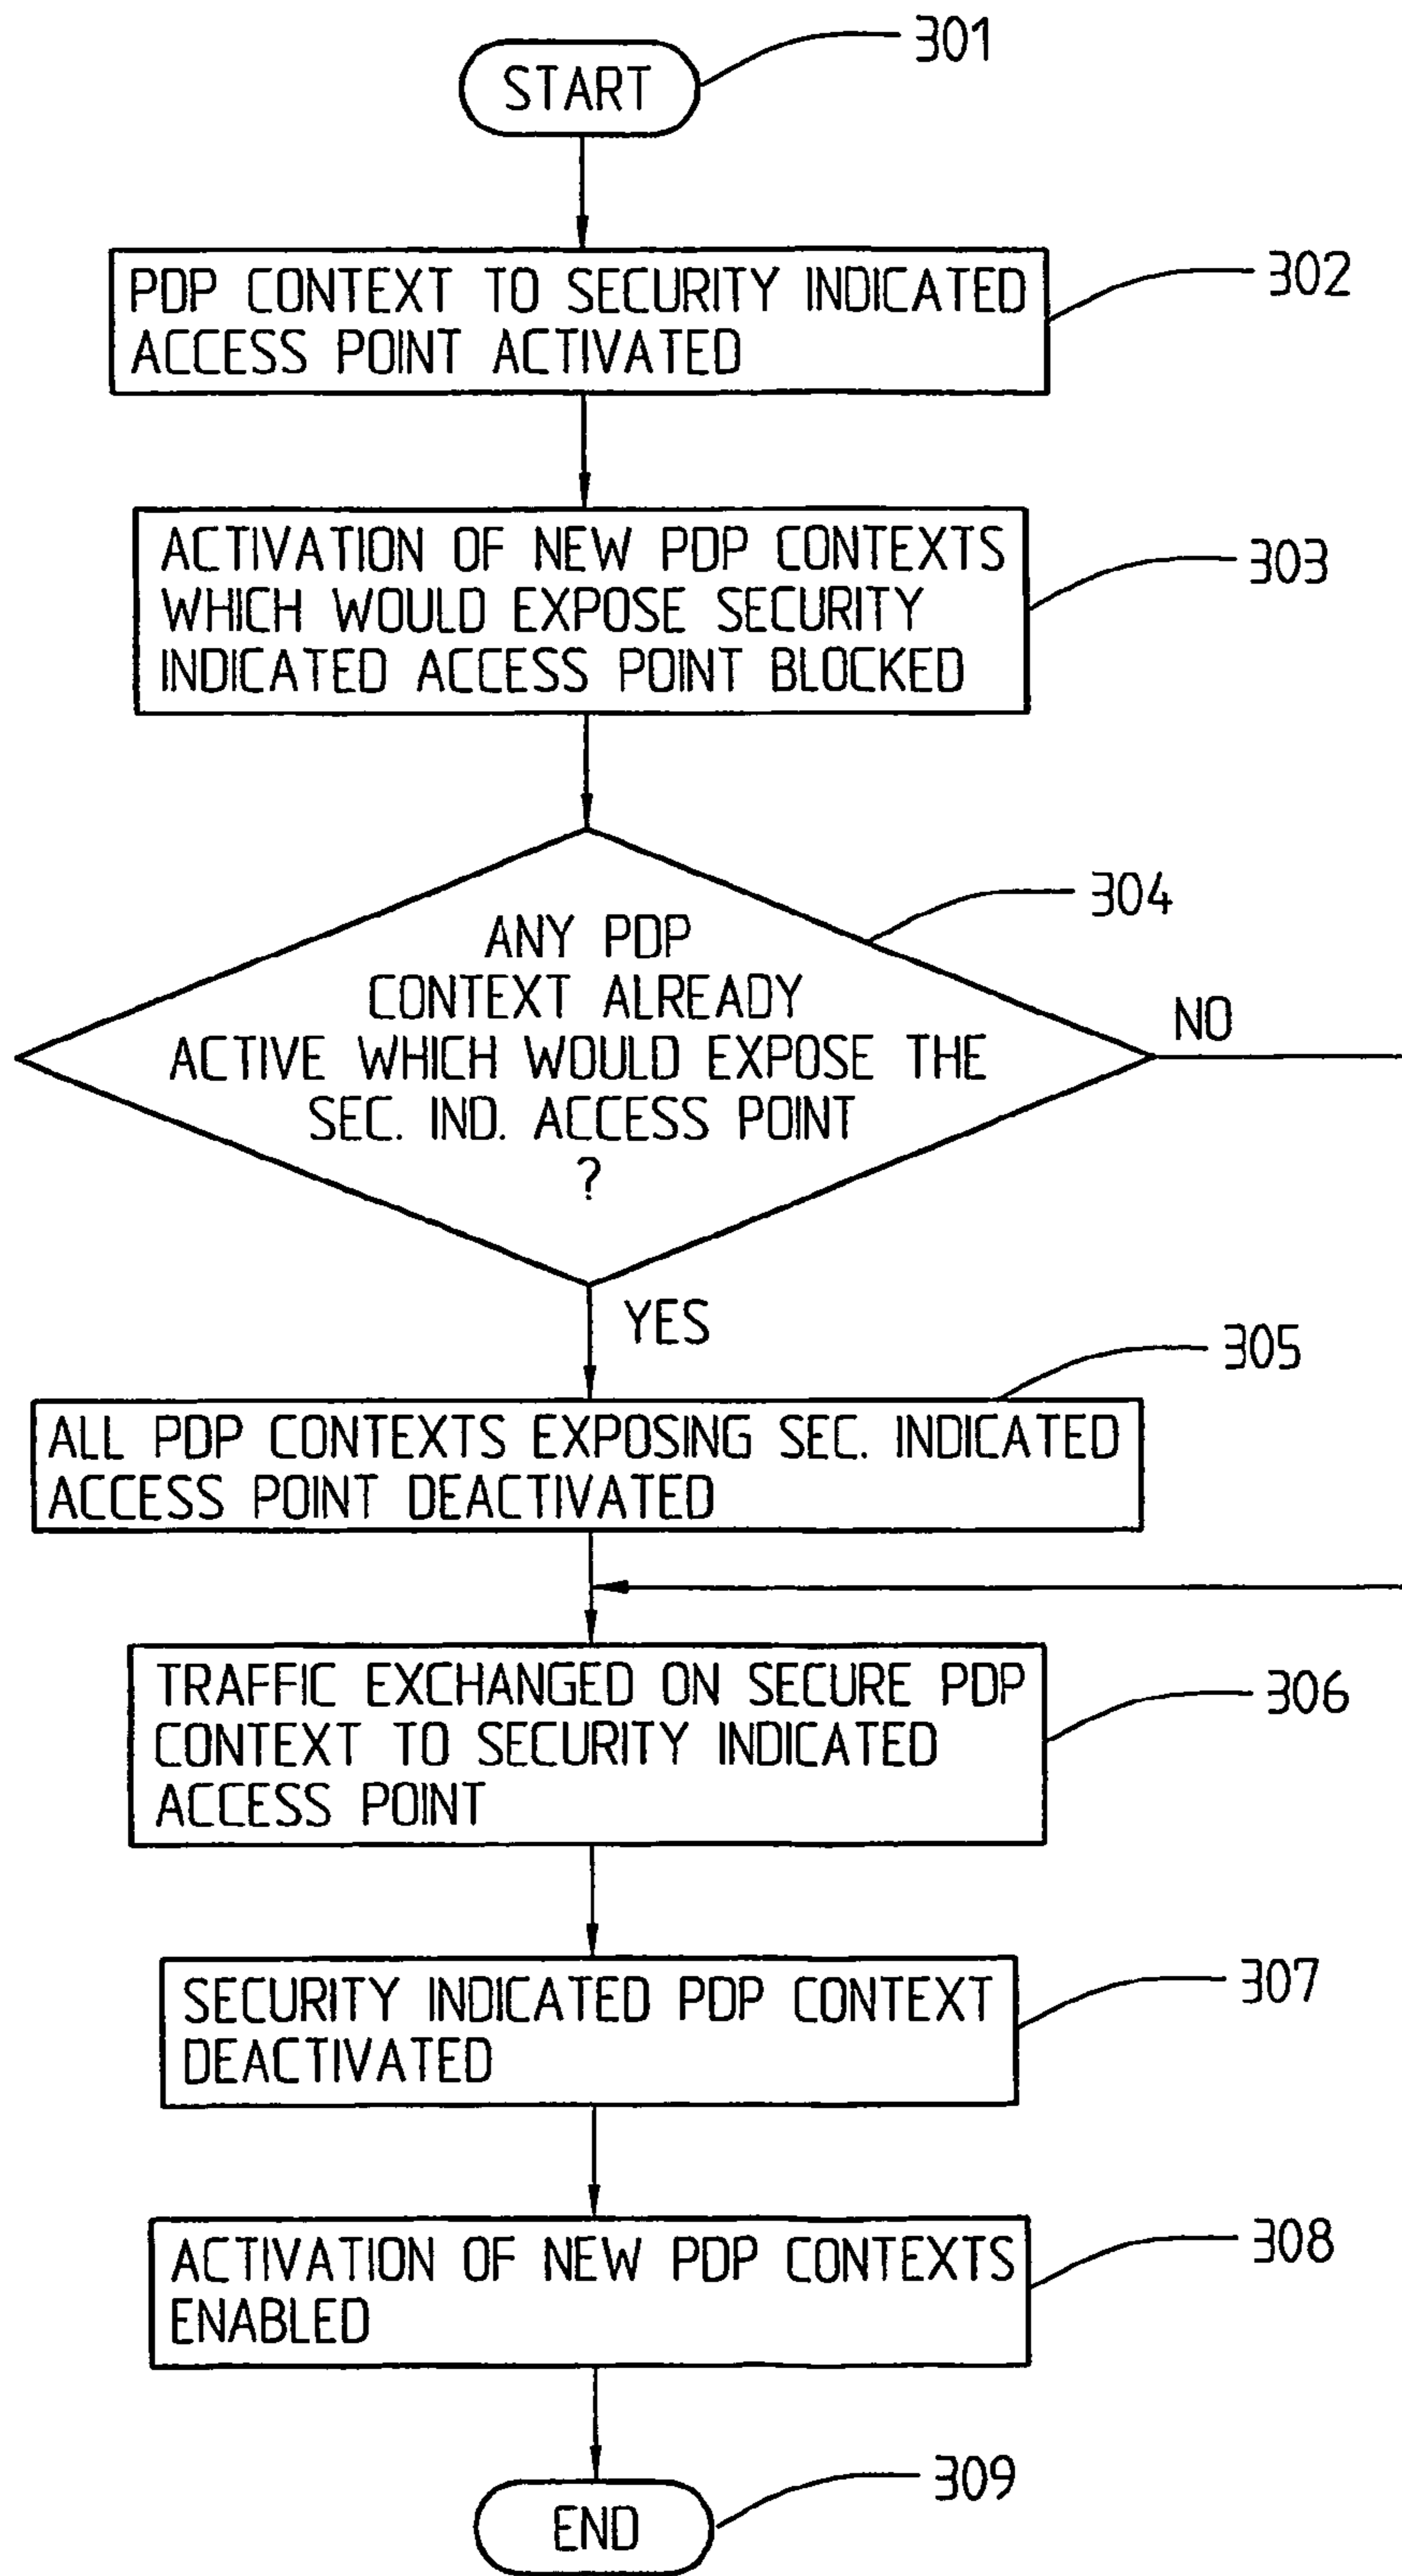 START
301
PDP CONTEXT TO SECURITY INDICATED
ACCESS POINT ACTIVATED
302
ACTIVATION OF NEW PDP CONTEXTS
WHICH WOULD EXPOSE SECURITY
INDICATED ACCESS POINT BLOCKED
303
ANY PDP
CONTEXT ALREADY
ACTIVE WHICH WOULD EXPOSE THE
SEC. IND. ACCESS POINT
?
304
NO
YES
ALL PDP CONTEXTS EXPOSING SEC. INDICATED
ACCESS POINT DEACTIVATED
305
TRAFFIC EXCHANGED ON SECURE PDP
CONTEXT TO SECURITY INDICATED
ACCESS POINT
306
SECURITY INDICATED PDP CONTEXT
DEACTIVATED
307
ACTIVATION OF NEW PDP CONTEXTS
ENABLED
308
END
309